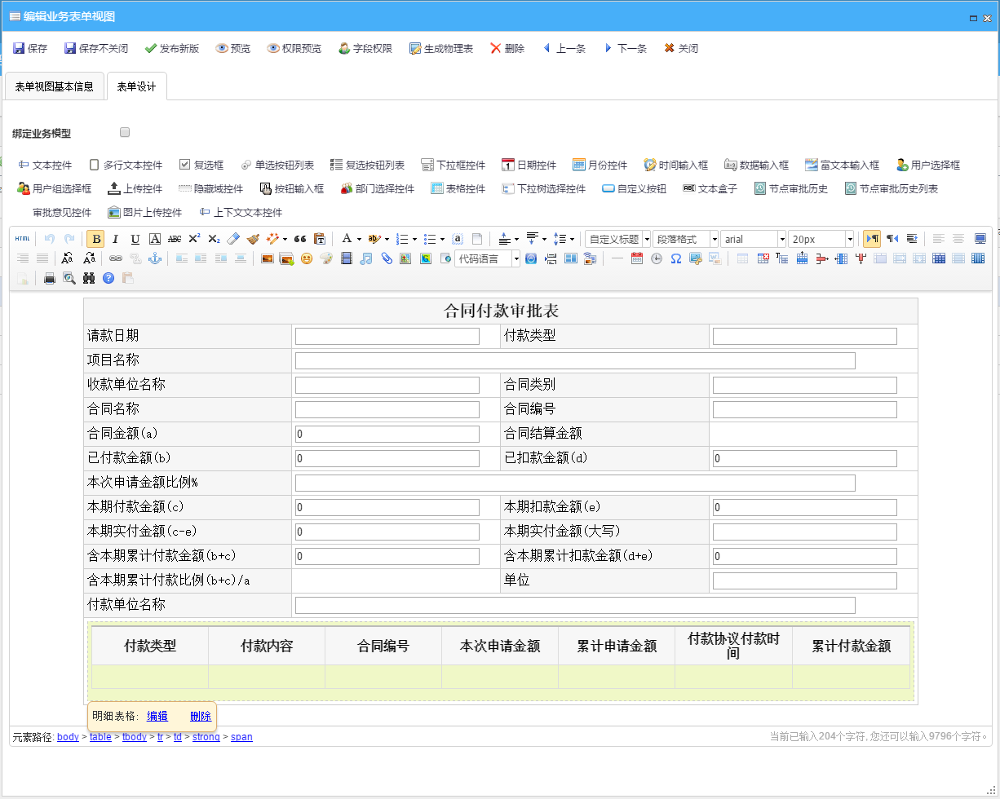 编辑业务表单视图
保存 保存不关闭 发布新版 预览 权限预览 字段权限 生成物理表 删除 上一条 下一条 关闭
表单视图基本信息 表单设计
绑定业务模型
文本控件 多行文本控件 复选框 单选按钮列表 复选按钮列表 下拉框控件 日期控件 月份控件 时间输入框 数据输入框 富文本输入框 用户选择框
用户组选择框 上传控件 隐藏域控件 按钮输入框 部门选择控件 表格控件 下拉树选择控件 自定义按钮 文本盒子 节点审批历史 节点审批历史列表
审批意见控件 图片上传控件 上下文文本控件
HTML B I U A ABC X² X₂ A ab a 自定义标题 段落格式 arial 20px
代码语言
合同付款审批表
请款日期 付款类型
项目名称
收款单位名称 合同类别
合同名称 合同编号
合同金额(a) 0 合同结算金额
已付款金额(b) 0 已扣款金额(d) 0
本次申请金额比例%
本期付款金额(c) 0 本期扣款金额(e) 0
本期实付金额(c-e) 0 本期实付金额(大写)
含本期累计付款金额(b+c) 0 含本期累计扣款金额(d+e) 0
含本期累计付款比例(b+c)/a 单位
付款单位名称
付款类型 付款内容 合同编号 本次申请金额 累计申请金额 付款协议付款时间 累计付款金额
明细表格: 编辑 删除
元素路径: body > table > tbody > tr > td > strong > span 当前已输入204个字符, 您还可以输入9796个字符。